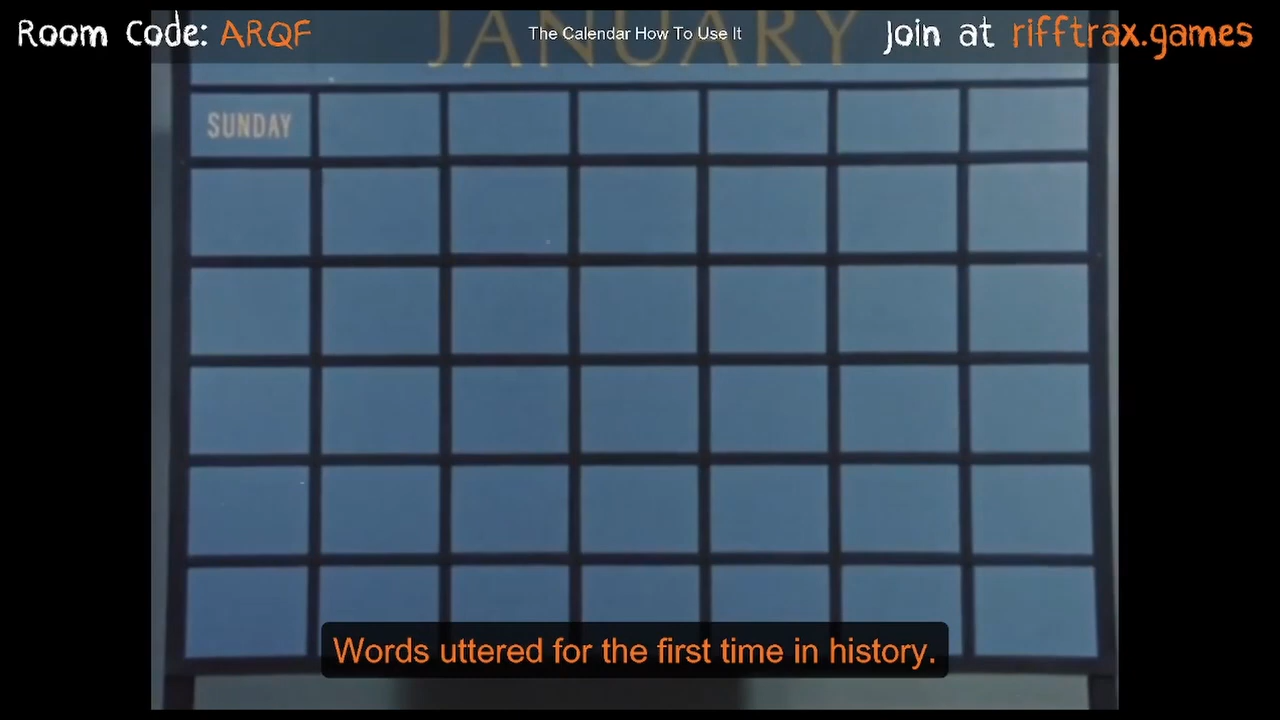 Room Code: ARQF
The Calendar How To Use It
Join at rifftrax.games
JANUARY
SUNDAY
Words uttered for the first time in history.